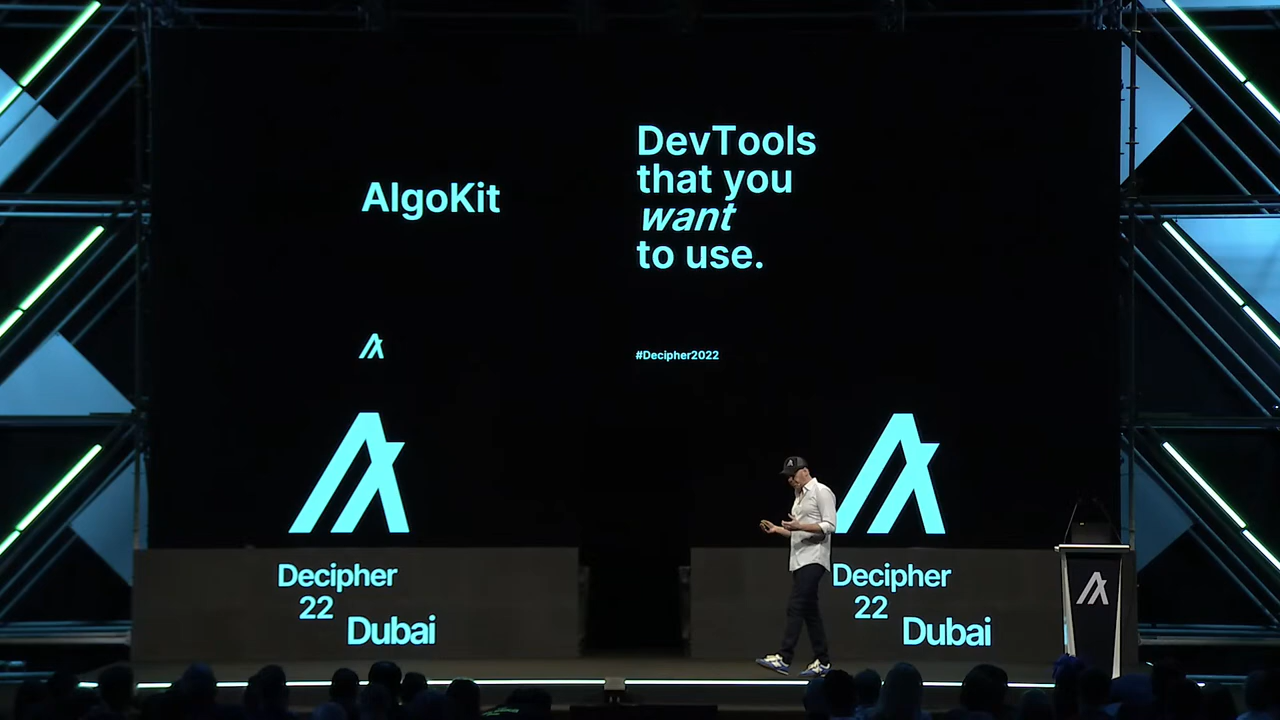 AlgoKit
DevTools
that you
want
to use.
#Decipher2022
Decipher
22
Dubai
Decipher
22
Dubai